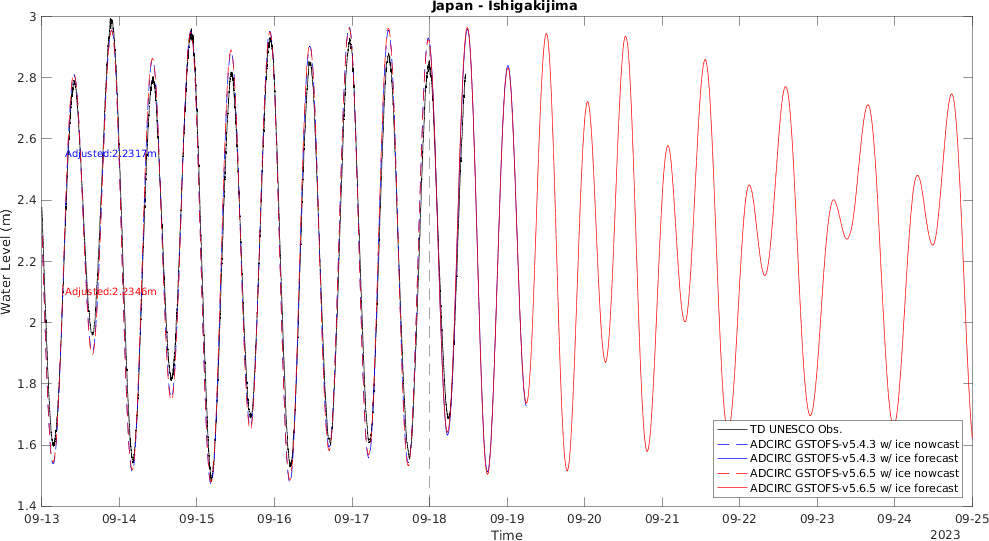 Japan - Ishigakijima
3
2.8
2.6
2.4
2.2
2
1.8
1.6
1.4
Water Level (m)
Adjusted:2.2317m
Adjusted:2.2346m
TD UNESCO Obs.
ADCIRC GSTOFS-v5.4.3 w/ ice nowcast
ADCIRC GSTOFS-v5.4.3 w/ ice forecast
ADCIRC GSTOFS-v5.6.5 w/ ice nowcast
ADCIRC GSTOFS-v5.6.5 w/ ice forecast
09-13 09-14 09-15 09-16 09-17 09-18 09-19 09-20 09-21 09-22 09-23 09-24 09-25
Time
2023